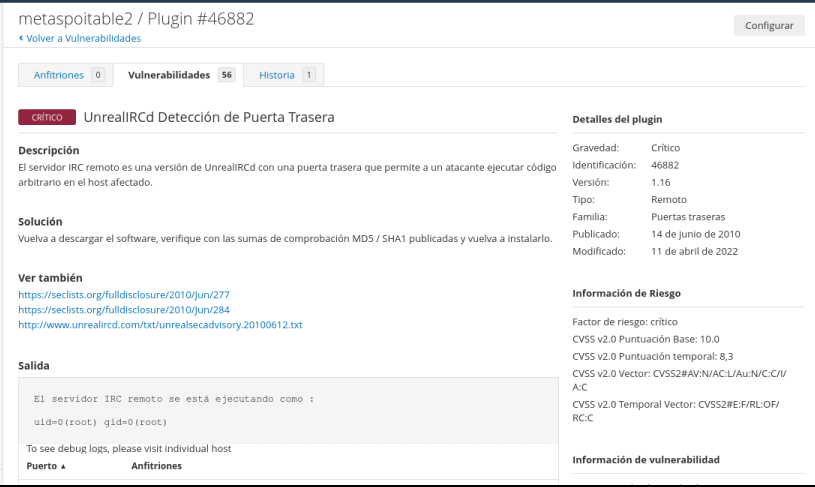 metaspoitable2 / Plugin #46882
Configurar
‹ Volver a Vulnerabilidades
Anfitriones 0
Vulnerabilidades 56
Historia 1
CRÍTICO UnrealIRCd Detección de Puerta Trasera
Descripción
El servidor IRC remoto es una versión de UnrealIRCd con una puerta trasera que permite a un atacante ejecutar código
arbitrario en el host afectado.
Solución
Vuelva a descargar el software, verifique con las sumas de comprobación MD5 / SHA1 publicadas y vuelva a instalarlo.
Ver también
https://seclists.org/fulldisclosure/2010/Jun/277
https://seclists.org/fulldisclosure/2010/Jun/284
http://www.unrealircd.com/txt/unrealsecadvisory.20100612.txt
Salida
El servidor IRC remoto se está ejecutando como :
uid=0(root) gid=0(root)
To see debug logs, please visit individual host
Puerto ▲ Anfitriones
Detalles del plugin
Gravedad: Crítico
Identificación: 46882
Versión: 1.16
Tipo: Remoto
Familia: Puertas traseras
Publicado: 14 de junio de 2010
Modificado: 11 de abril de 2022
Información de Riesgo
Factor de riesgo: crítico
CVSS v2.0 Puntuación Base: 10.0
CVSS v2.0 Puntuación temporal: 8,3
CVSS v2.0 Vector: CVSS2#AV:N/AC:L/Au:N/C:C/I/
A:C
CVSS v2.0 Temporal Vector: CVSS2#E:F/RL:OF/
RC:C
Información de vulnerabilidad